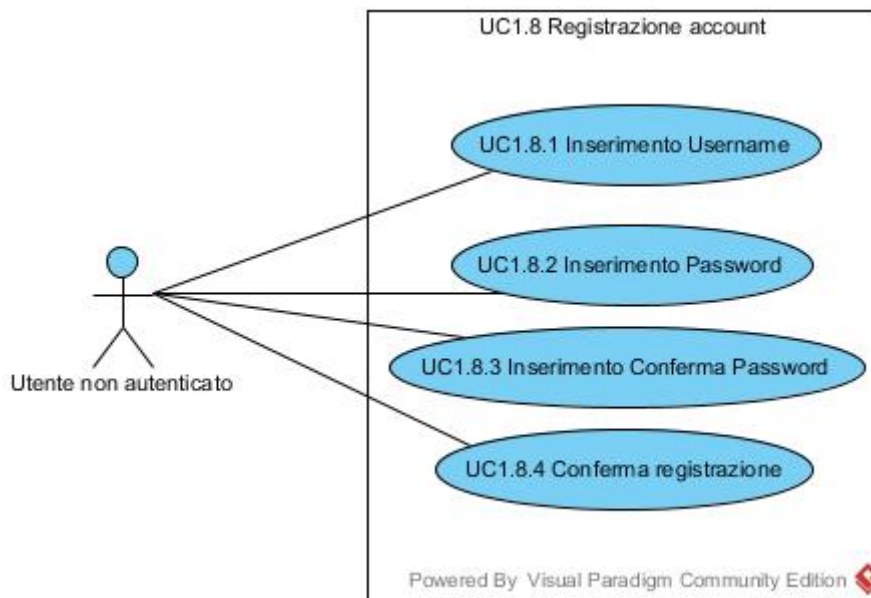 UC1.8 Registrazione account
UC1.8.1 Inserimento Username
UC1.8.2 Inserimento Password
UC1.8.3 Inserimento Conferma Password
Utente non autenticato
UC1.8.4 Conferma registrazione
Powered By Visual Paradigm Community Edition